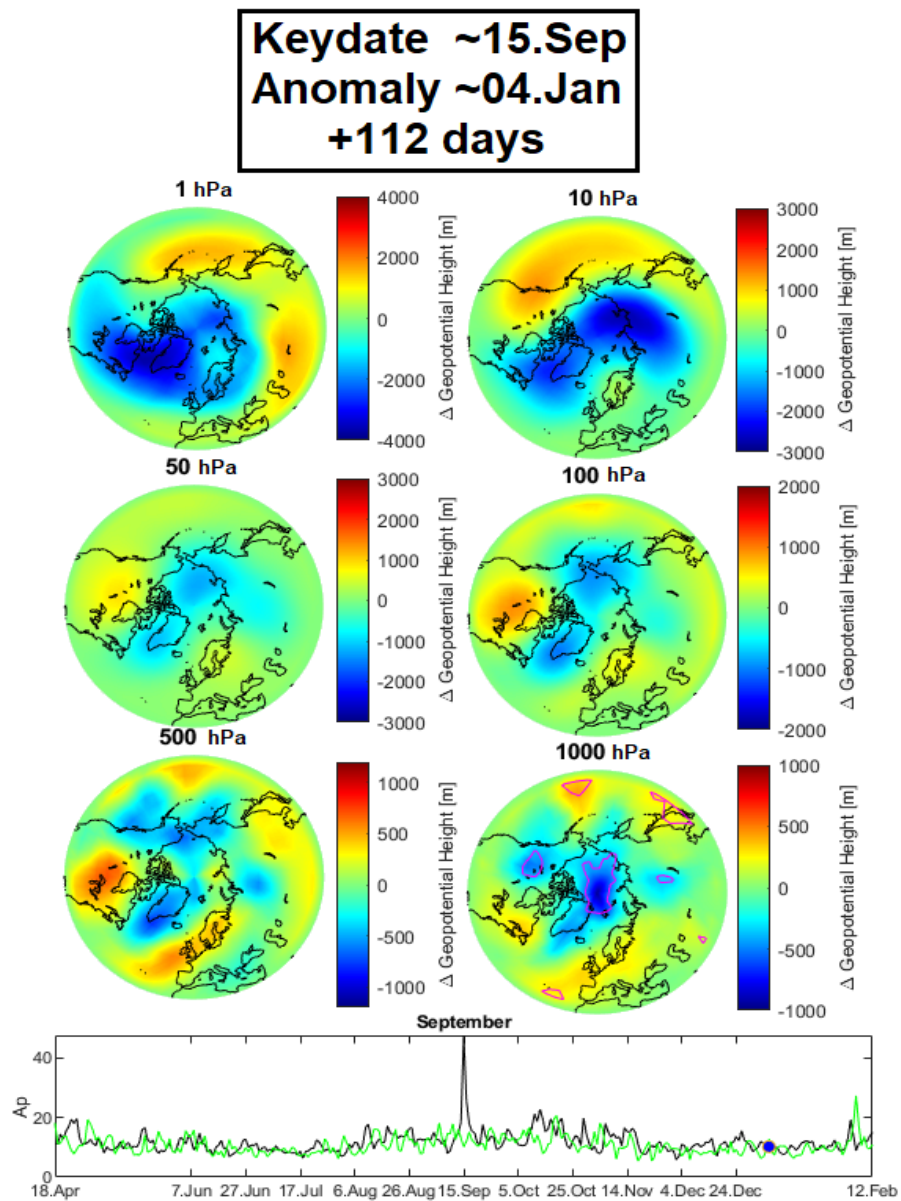 Keydate ~15.Sep
Anomaly ~04.Jan
+112 days
1 hPa
4000
3000
2000
1000
0
-1000
-2000
-3000
-4000
Δ Geopotential Height [m]
10 hPa
3000
2000
1000
0
-1000
-2000
-3000
Δ Geopotential Height [m]
50 hPa
3000
2000
1000
0
-1000
-2000
-3000
Δ Geopotential Height [m]
100 hPa
2000
1000
0
-1000
-2000
Δ Geopotential Height [m]
500 hPa
1000
500
0
-500
-1000
Δ Geopotential Height [m]
1000 hPa
1000
500
0
-500
-1000
Δ Geopotential Height [m]
September
Ap
40
20
0
18.Apr 7.Jun 27.Jun 17.Jul 6.Aug 26.Aug 15.Sep 5.Oct 25.Oct 14.Nov 4.Dec 24.Dec 12.Feb